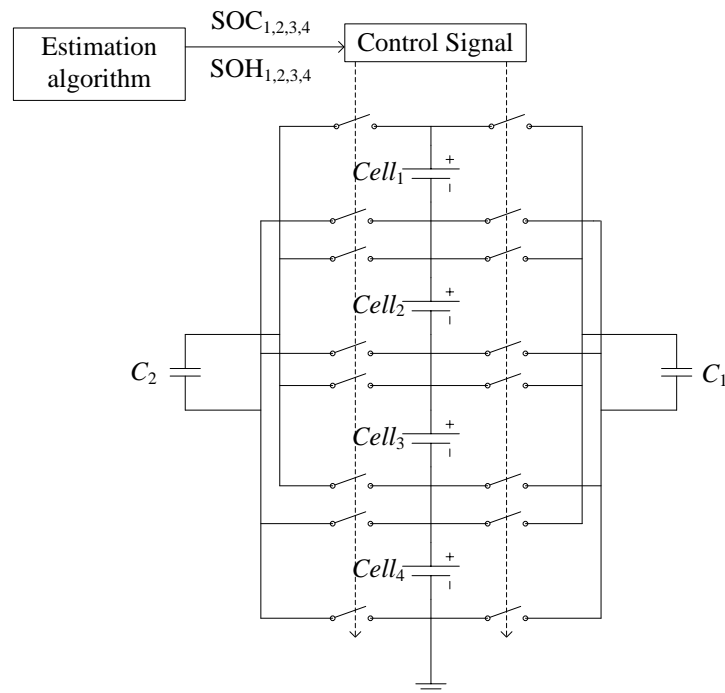 Estimation
algorithm
SOC1,2,3,4
SOH1,2,3,4
Control Signal
Cell1
+
-
Cell2
+
-
C2
C1
Cell3
+
-
Cell4
+
-